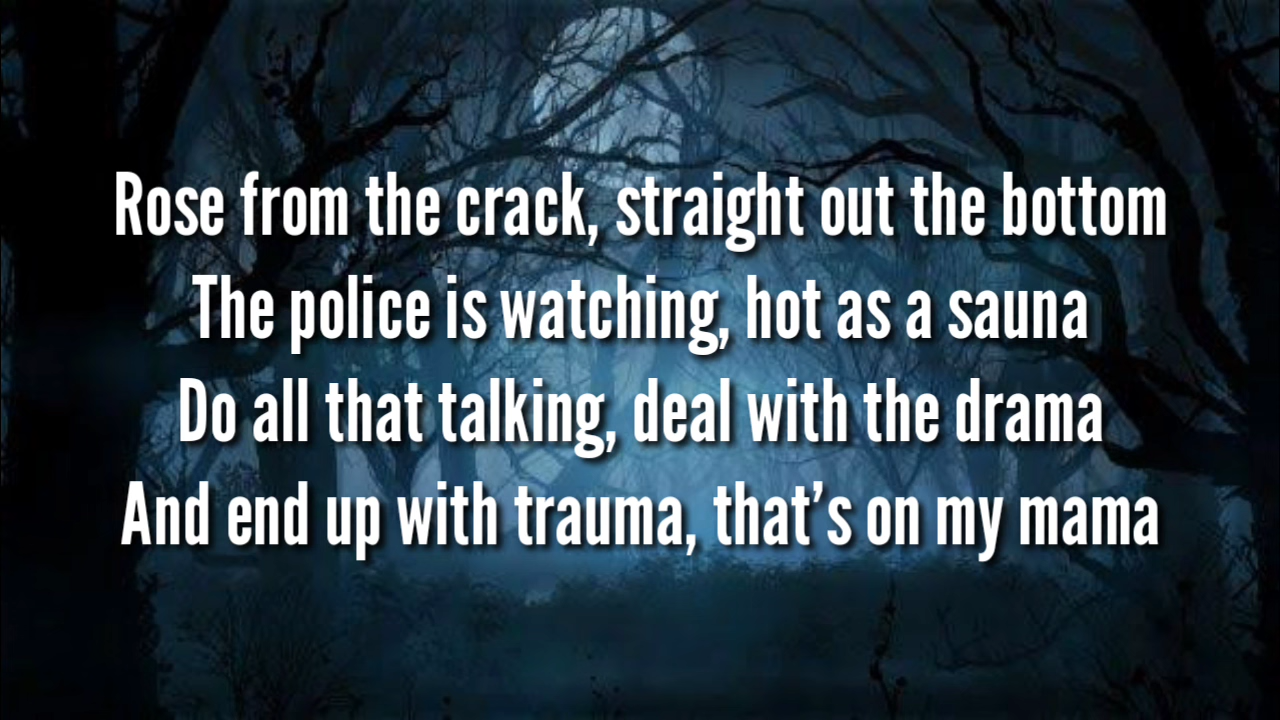 Rose from the crack, straight out the bottom
The police is watching, hot as a sauna
Do all that talking, deal with the drama
And end up with trauma, that’s on my mama